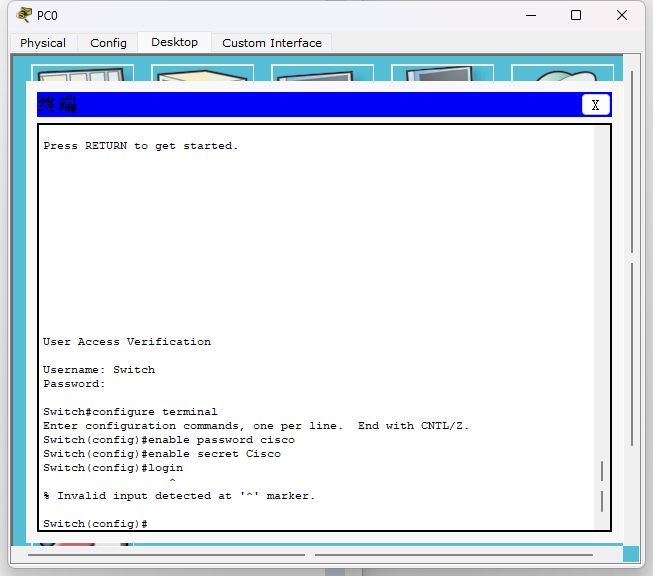 PC0
Physical Config Desktop Custom Interface
终端
X
Press RETURN to get started.
User Access Verification
Username: Switch
Password:
Switch#configure terminal
Enter configuration commands, one per line.  End with CNTL/Z.
Switch(config)#enable password cisco
Switch(config)#enable secret Cisco
Switch(config)#login
^
% Invalid input detected at '^' marker.
Switch(config)#